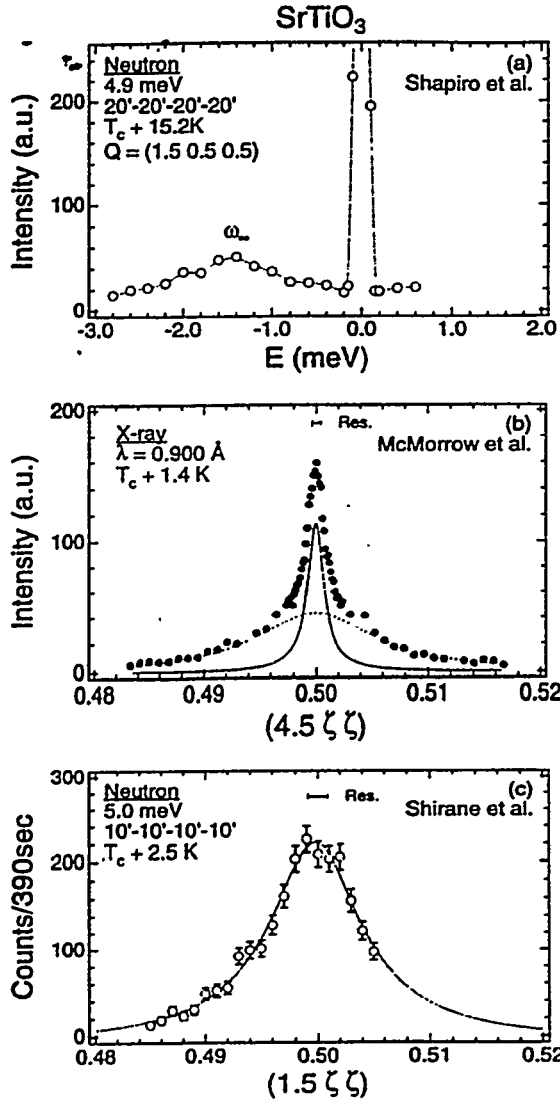 SrTiO₃
(a)
Neutron
Shapiro et al.
4.9 meV
20'-20'-20'-20'
T_c + 15.2K
Q = (1.5 0.5 0.5)
ω∞
Intensity (a.u.)
200
100
0
-3.0 -2.0 -1.0 0.0 1.0 2.0
E (meV)
(b)
X-ray
Res.
McMorrow et al.
λ = 0.900 Å
T_c + 1.4 K
Intensity (a.u.)
200
100
0
0.48 0.49 0.50 0.51 0.52
(4.5 ζ ζ)
(c)
Neutron
Res.
Shirane et al.
5.0 meV
10'-10'-10'-10'
T_c + 2.5 K
Counts/390sec
300
200
100
0
0.48 0.49 0.50 0.51 0.52
(1.5 ζ ζ)